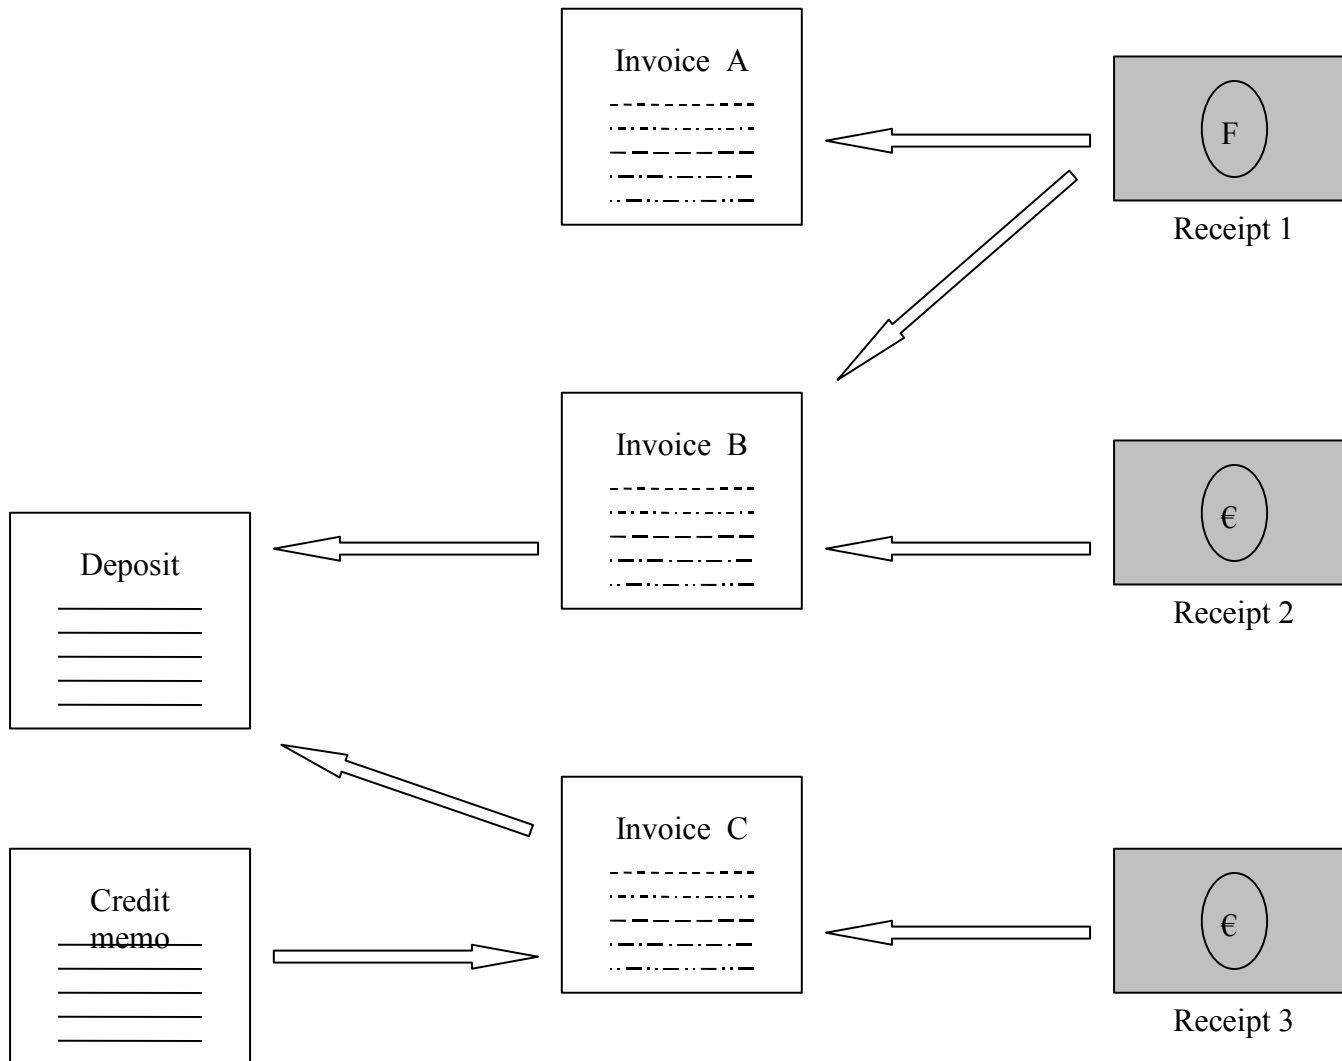 Invoice A
F
Receipt 1
Invoice B
€
Receipt 2
Deposit
Invoice C
Credit
memo
€
Receipt 3